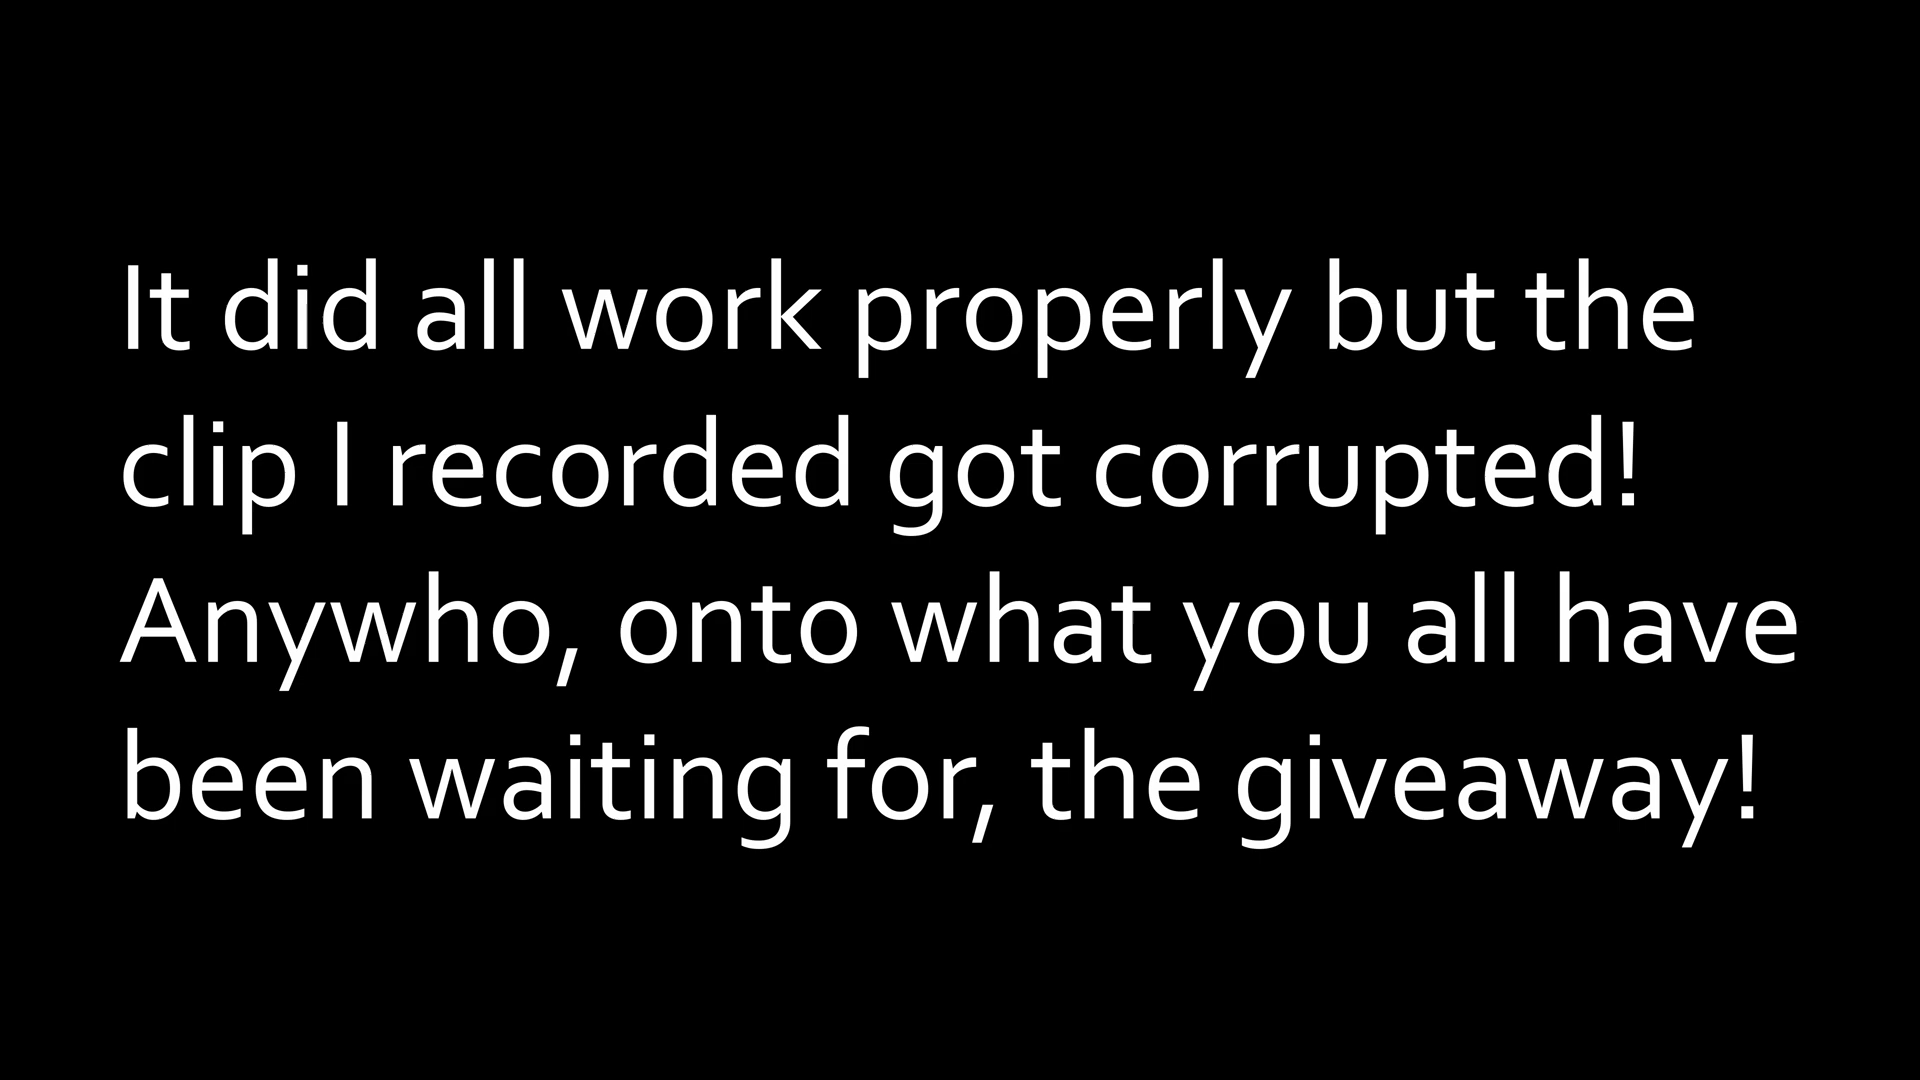 It did all work properly but the
clip I recorded got corrupted!
Anywho, onto what you all have
been waiting for, the giveaway!